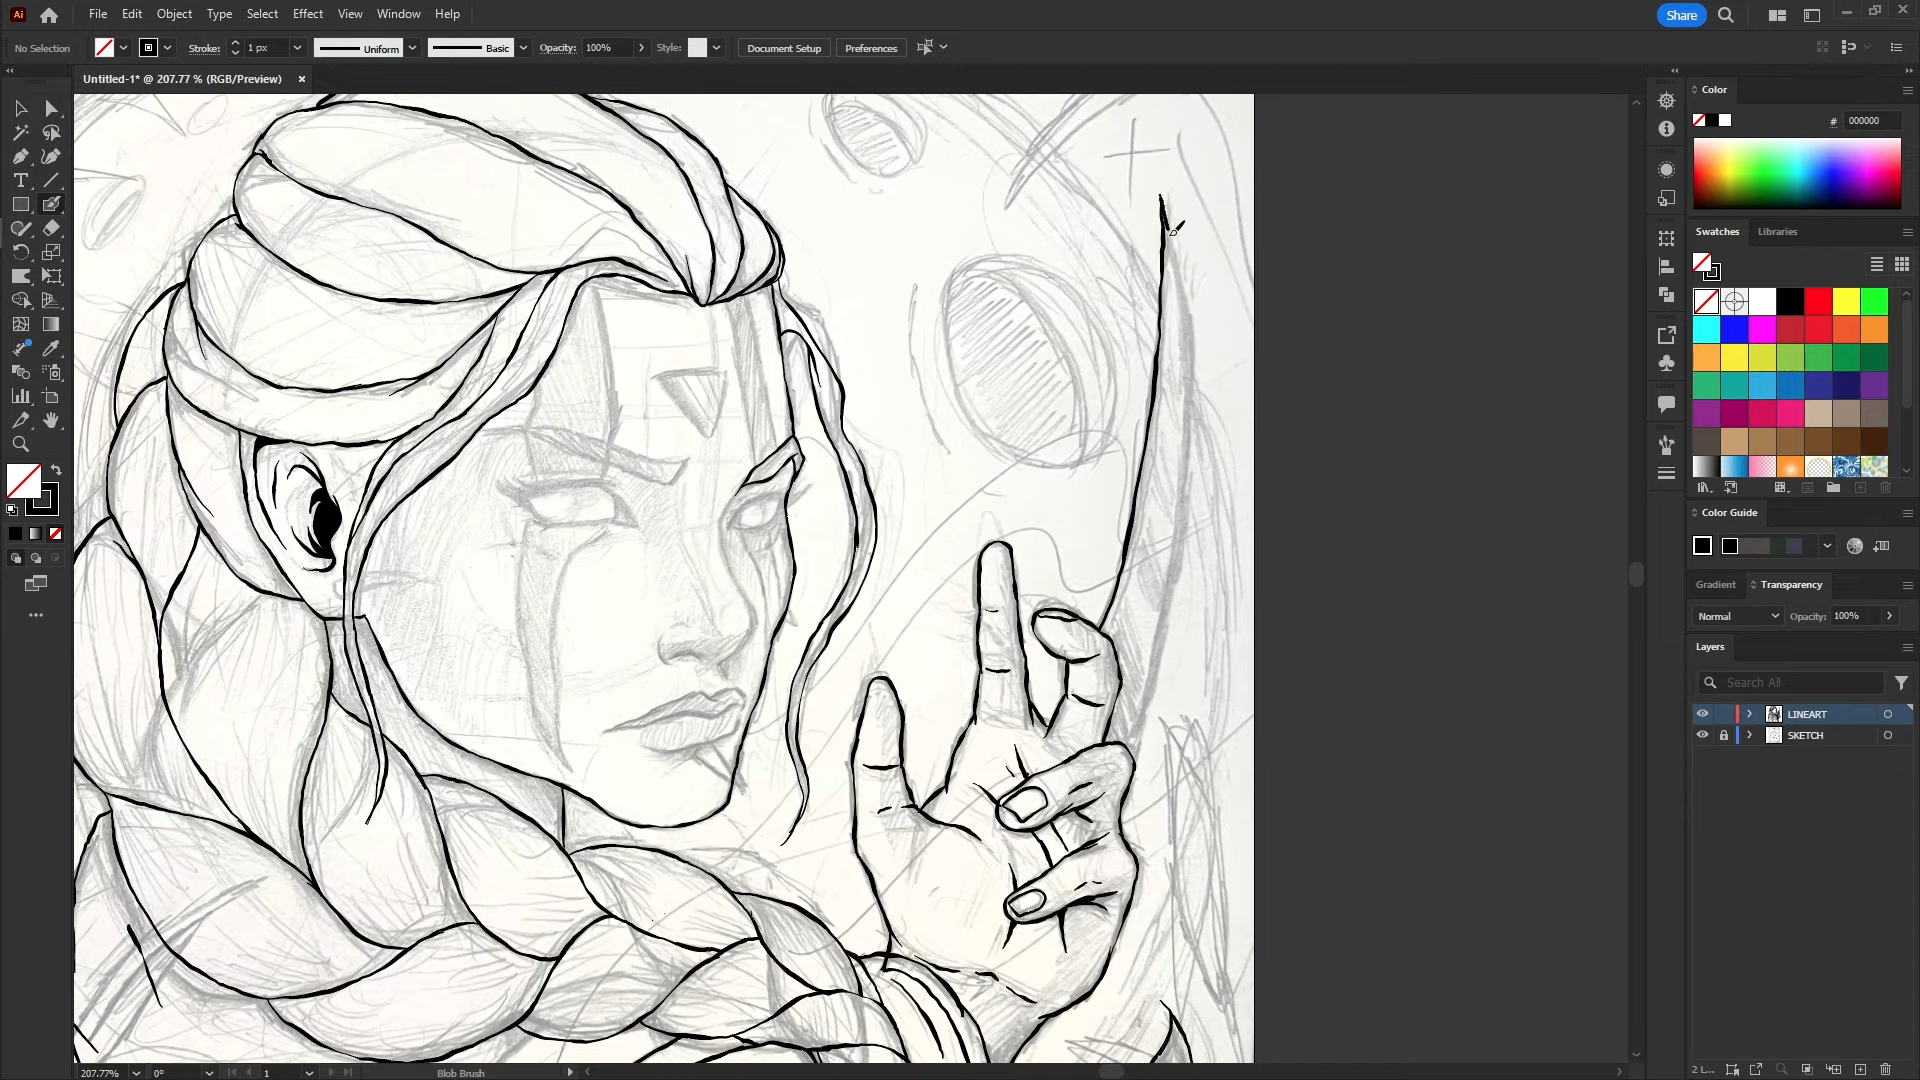 Ai File Edit Object Type Select Effect View Window Help Share
No Selection Stroke: 1 px Uniform Basic Opacity: 100% Style: Document Setup Preferences
Untitled-1* @ 207.77 % (RGB/Preview) ×
Color
# 000000
Swatches Libraries
Color Guide
Gradient Transparency
Normal Opacity: 100%
Layers
Search All
LINEART
SKETCH
2 L...
207.77% 0° 1 Blob Brush